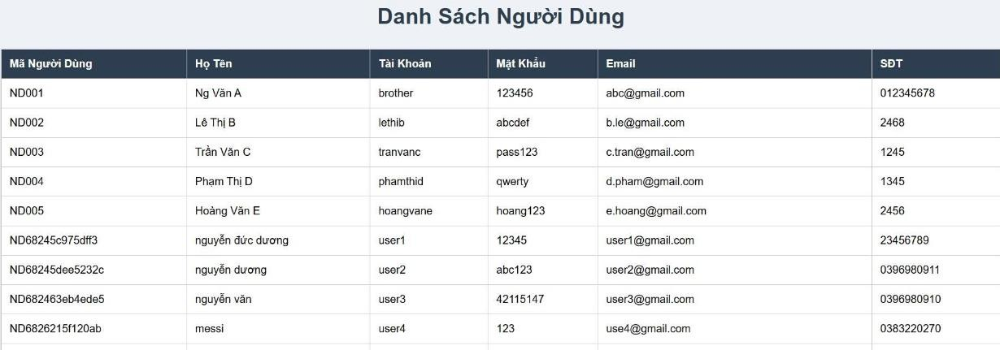 Danh Sách Người Dùng
Mã Người Dùng Họ Tên Tài Khoản Mật Khẩu Email SĐT
ND001 Ng Văn A brother 123456 abc@gmail.com 012345678
ND002 Lê Thị B lethib abcdef b.le@gmail.com 2468
ND003 Trần Văn C tranvanc pass123 c.tran@gmail.com 1245
ND004 Phạm Thị D phamthid qwerty d.pham@gmail.com 1345
ND005 Hoàng Văn E hoangvane hoang123 e.hoang@gmail.com 2456
ND68245c975dff3 nguyễn đức dương user1 12345 user1@gmail.com 23456789
ND68245dee5232c nguyễn dương user2 abc123 user2@gmail.com 0396980911
ND682463eb4ede5 nguyễn văn user3 42115147 user3@gmail.com 0396980910
ND6826215f120ab messi user4 123 use4@gmail.com 0383220270